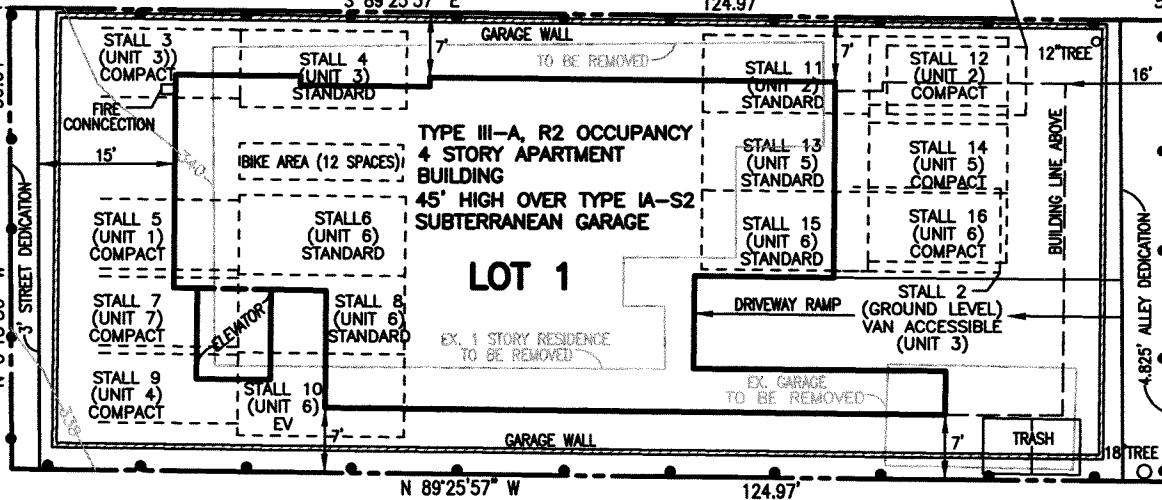 S 89°25'57" E
124.97'
STALL 3
(UNIT 3))
COMPACT
STALL 4
(UNIT 3)
STANDARD
7'
GARAGE WALL
TO BE REMOVED
7'
STALL 11
(UNIT 2)
STANDARD
STALL 12
(UNIT 2)
COMPACT
12"TREE
16'
FIRE
CONNCECTION
15'
340
BIKE AREA (12 SPACES)
TYPE III-A, R2 OCCUPANCY
4 STORY APARTMENT
BUILDING
45' HIGH OVER TYPE IA-S2
SUBTERRANEAN GARAGE
LOT 1
STALL 13
(UNIT 5)
STANDARD
STALL 14
(UNIT 5)
COMPACT
BUILDING LINE ABOVE
3' STREET DEDICATION
STALL 5
(UNIT 1)
COMPACT
STALL6
(UNIT 6)
STANDARD
STALL 15
(UNIT 6)
STANDARD
STALL 16
(UNIT 6)
COMPACT
4.825' ALLEY DEDICATION
STALL 7
(UNIT 7)
COMPACT
ELEVATOR
STALL 8
(UNIT 6)
STANDARD
DRIVEWAY RAMP
STALL 2
(GROUND LEVEL)
VAN ACCESSIBLE
(UNIT 3)
EX. 1 STORY RESIDENCE
TO BE REMOVED
STALL 9
(UNIT 4)
COMPACT
STALL 10
(UNIT 6)
EV
EX. GARAGE
TO BE REMOVED
338
7'
GARAGE WALL
7'
TRASH
18"TREE
N 89°25'57" W
124.97'